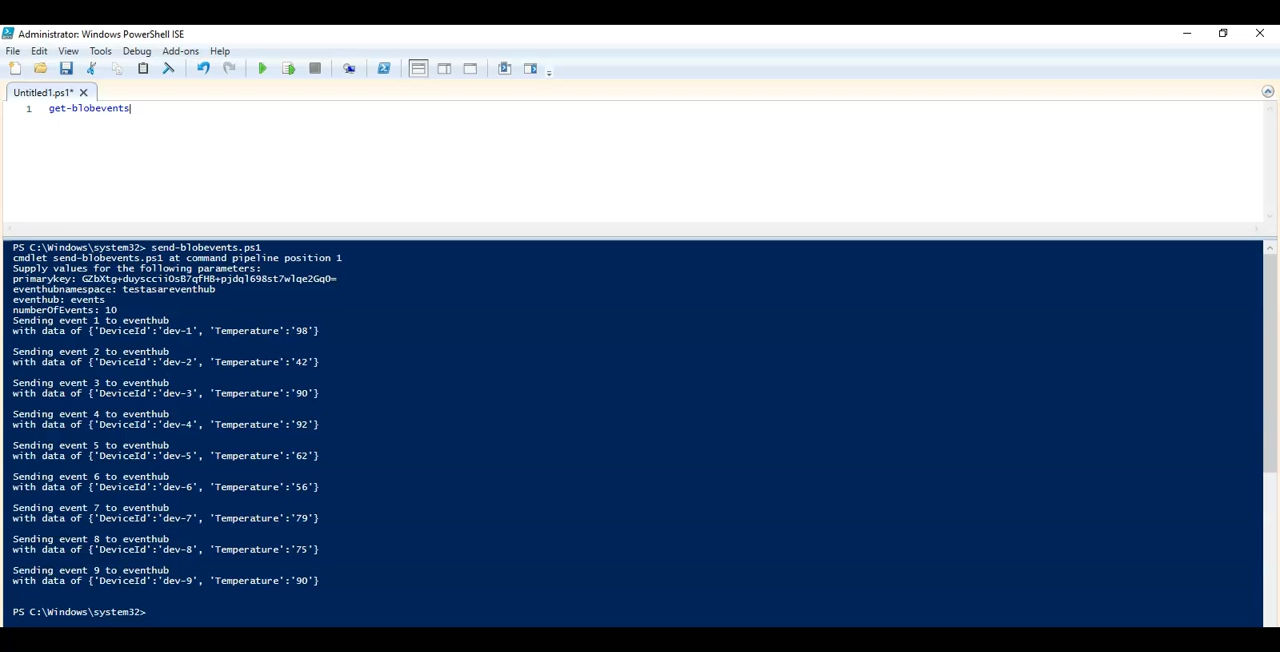 Administrator: Windows PowerShell ISE
File Edit View Tools Debug Add-ons Help
Untitled1.ps1*
1 get-blobevents
PS C:\Windows\system32> send-blobevents.ps1
cmdlet send-blobevents.ps1 at command pipeline position 1
Supply values for the following parameters:
primarykey: GZbXtg+duyscciiOsB7qfHB+pjdql698st7wlqe2GqO=
eventhubnamespace: testasareventhub
eventhub: events
numberOfEvents: 10
Sending event 1 to eventhub
with data of {'DeviceId':'dev-1', 'Temperature':'98'}
Sending event 2 to eventhub
with data of {'DeviceId':'dev-2', 'Temperature':'42'}
Sending event 3 to eventhub
with data of {'DeviceId':'dev-3', 'Temperature':'90'}
Sending event 4 to eventhub
with data of {'DeviceId':'dev-4', 'Temperature':'92'}
Sending event 5 to eventhub
with data of {'DeviceId':'dev-5', 'Temperature':'62'}
Sending event 6 to eventhub
with data of {'DeviceId':'dev-6', 'Temperature':'56'}
Sending event 7 to eventhub
with data of {'DeviceId':'dev-7', 'Temperature':'79'}
Sending event 8 to eventhub
with data of {'DeviceId':'dev-8', 'Temperature':'75'}
Sending event 9 to eventhub
with data of {'DeviceId':'dev-9', 'Temperature':'90'}
PS C:\Windows\system32>